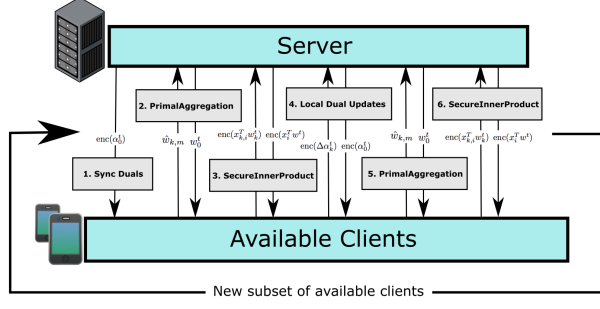 Server
2. PrimalAggregation
4. Local Dual Updates
6. SecureInnerProduct
enc(α₀ᵗ)
ŵₖ,ₘ w₀ᵗ
enc(xₖ,ᵢᵀwₖᵗ) enc(xᵢᵀwᵗ)
enc(Δαₖᵗ) enc(α₀ᵗ)
ŵₖ,ₘ w₀ᵗ
enc(xₖ,ᵢᵀwₖᵗ) enc(xᵢᵀwᵗ)
1. Sync Duals
3. SecureInnerProduct
5. PrimalAggregation
Available Clients
New subset of available clients